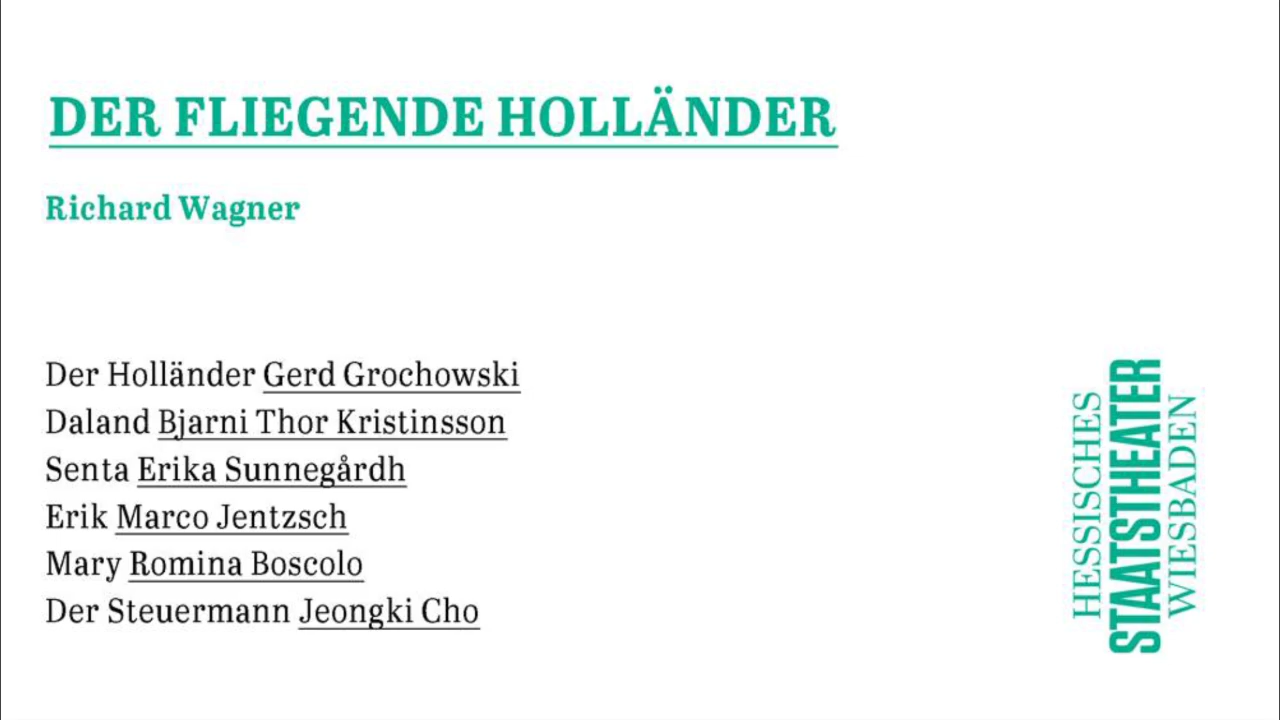 DER FLIEGENDE HOLLÄNDER
Richard Wagner
Der Holländer Gerd Grochowski
Daland Bjarni Thor Kristinsson
Senta Erika Sunnegårdh
Erik Marco Jentzsch
Mary Romina Boscolo
Der Steuermann Jeongki Cho
HESSISCHES
STAATSTHEATER
WIESBADEN